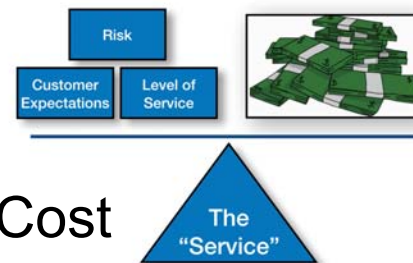 Risk
Customer
Expectations
Level of
Service
Cost
The
"Service"